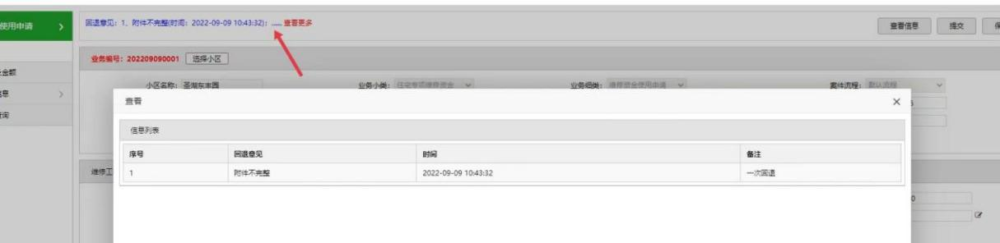 使用申请 >
回退意见：1、附件不完整(时间：2022-09-09 10:43:32)；...... 查看更多
查看信息 提交 保
业务编号：202209090001 选择小区
金额
小区名称：圣湖东丰园 业务小类：住宅专项维修资金 业务细类：维修资金使用申请 案件流程：默认流程
息 >
查看 ×
询
信息列表
序号 回退意见 时间 备注
维修工
1 附件不完整 2022-09-09 10:43:32 一次回退